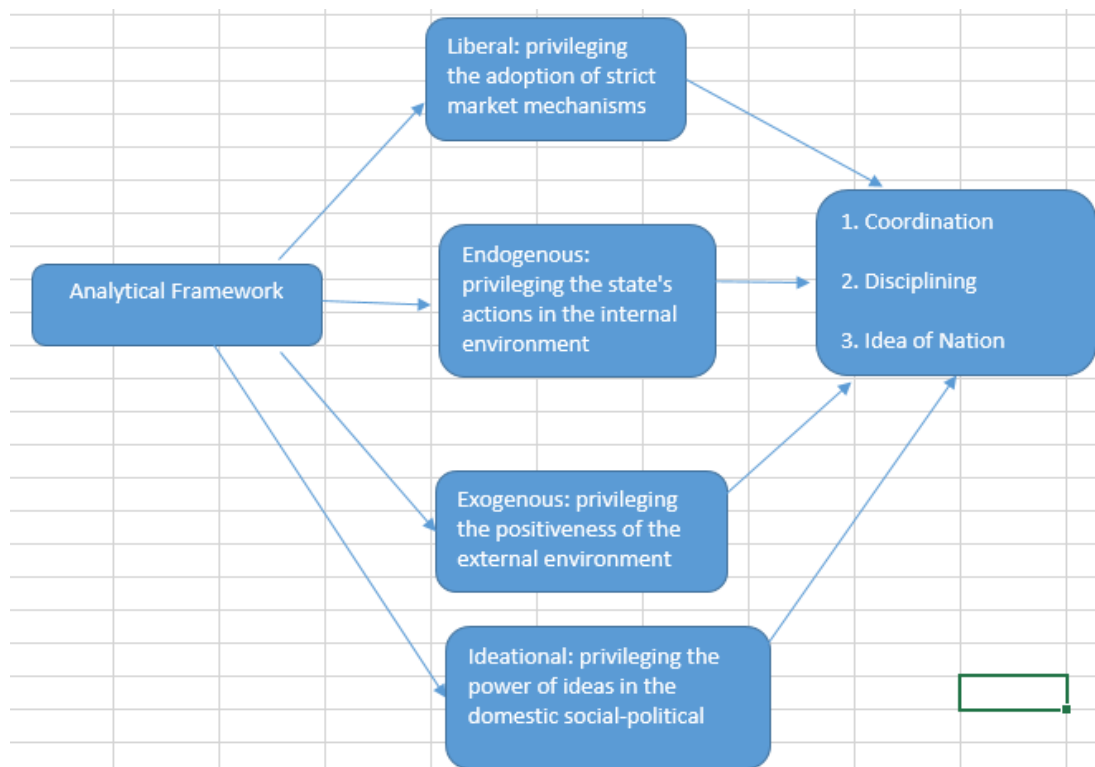 Liberal: privileging
the adoption of strict
market mechanisms
Analytical Framework
Endogenous:
privileging the state's
actions in the internal
environment
1. Coordination
2. Disciplining
3. Idea of Nation
Exogenous: privileging
the positiveness of the
external environment
Ideational: privileging the
power of ideas in the
domestic social-political